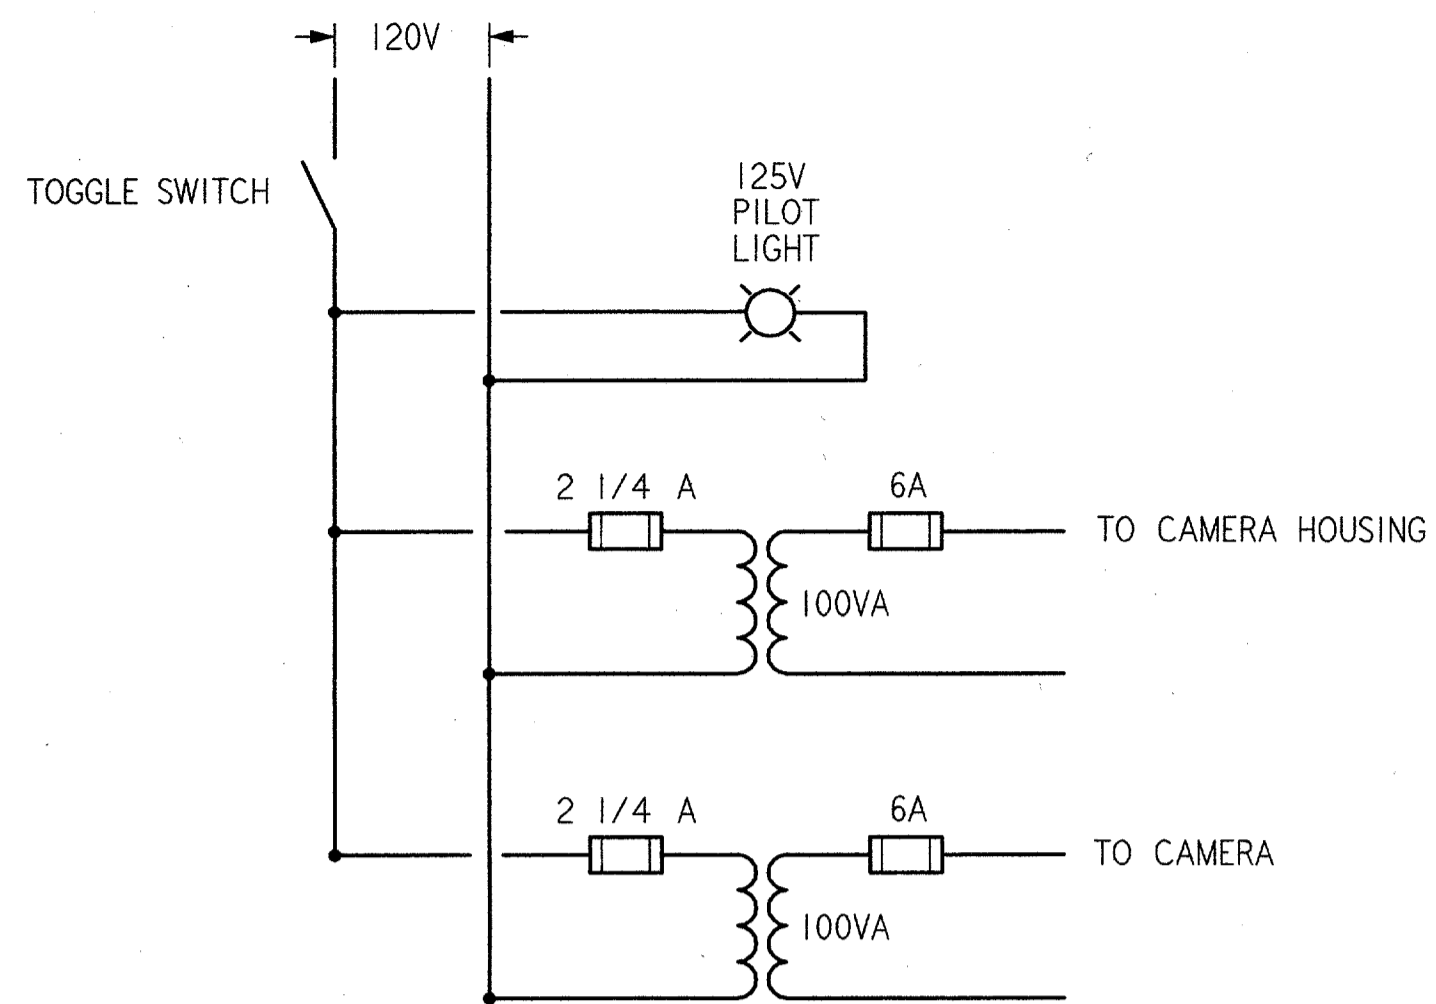 120V
TOGGLE SWITCH
125V
PILOT
LIGHT
2 1/4 A
6A
TO CAMERA HOUSING
100VA
2 1/4 A
6A
TO CAMERA
100VA